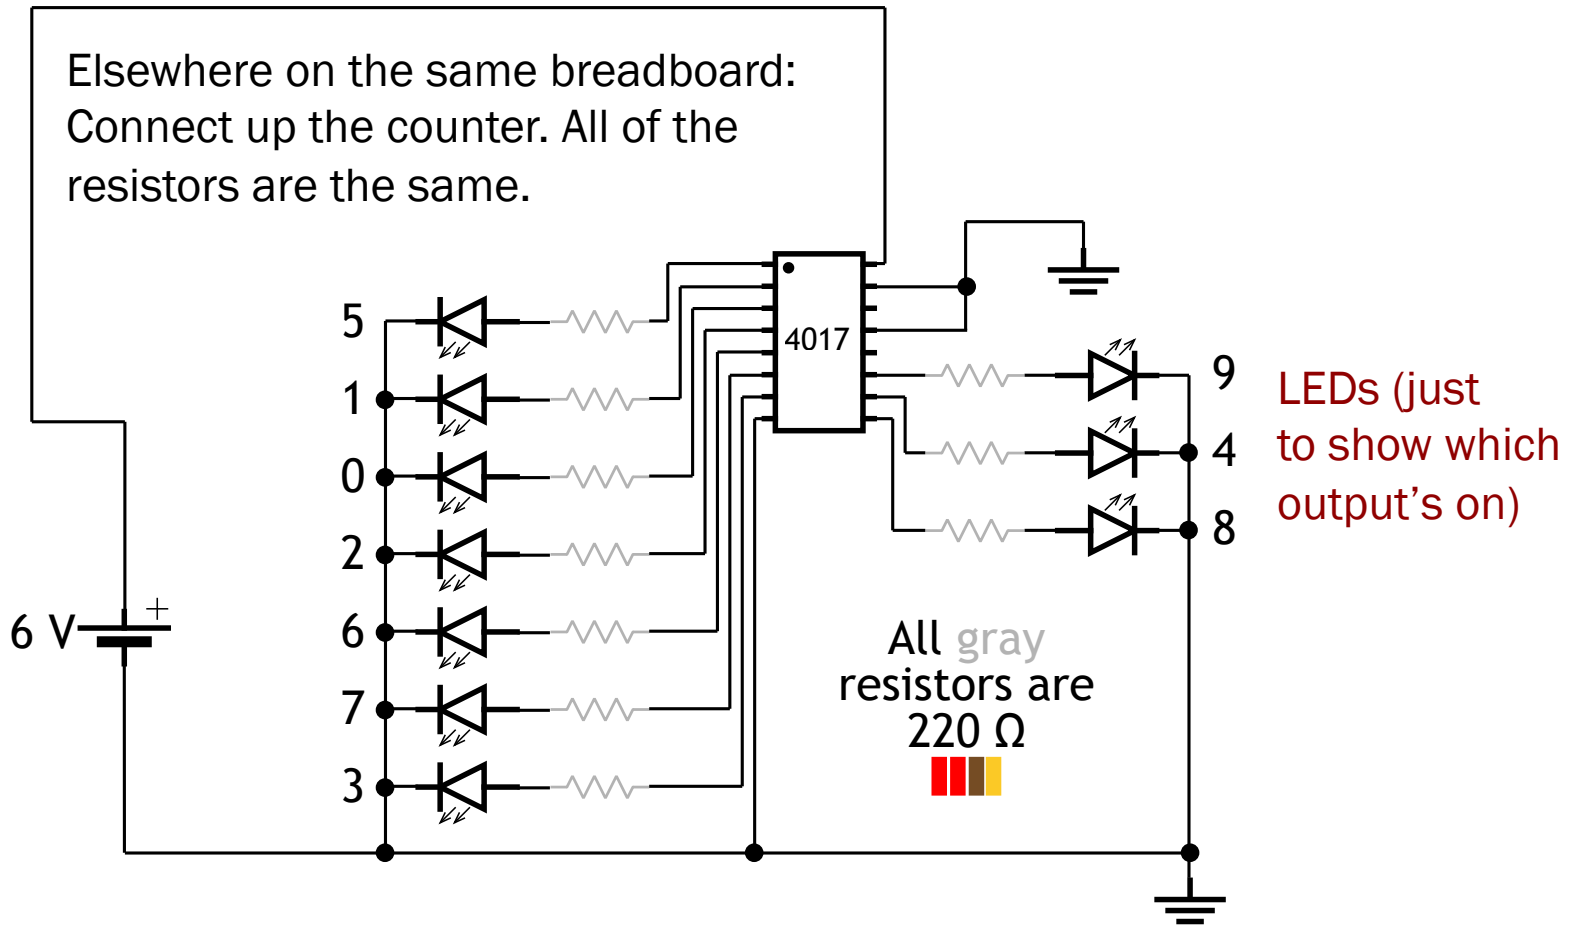 Elsewhere on the same breadboard:
Connect up the counter. All of the
resistors are the same.
4017
5
1
0
2
6
7
3
9
4
8
LEDs (just
to show which
output's on)
6 V
+
All gray
resistors are
220 Ω